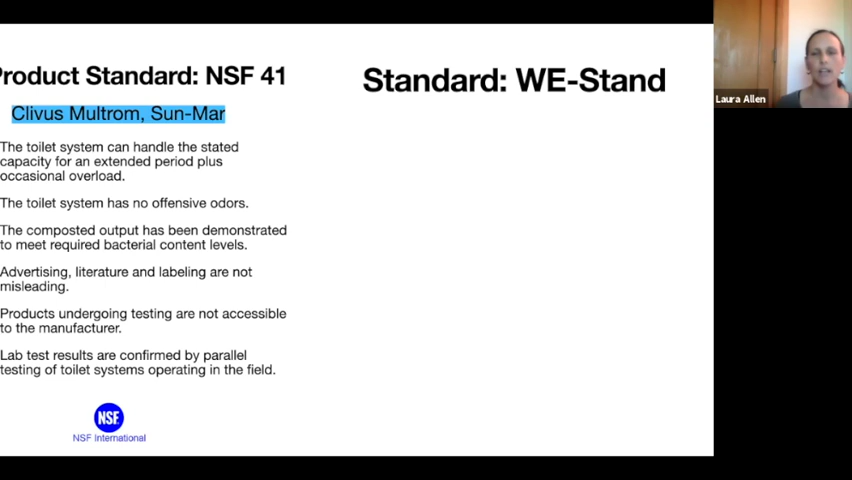 Product Standard: NSF 41
Clivus Multrom, Sun-Mar
The toilet system can handle the stated
capacity for an extended period plus
occasional overload.
The toilet system has no offensive odors.
The composted output has been demonstrated
to meet required bacterial content levels.
Advertising, literature and labeling are not
misleading.
Products undergoing testing are not accessible
to the manufacturer.
Lab test results are confirmed by parallel
testing of toilet systems operating in the field.
NSF
NSF International
Standard: WE-Stand
Laura Allen